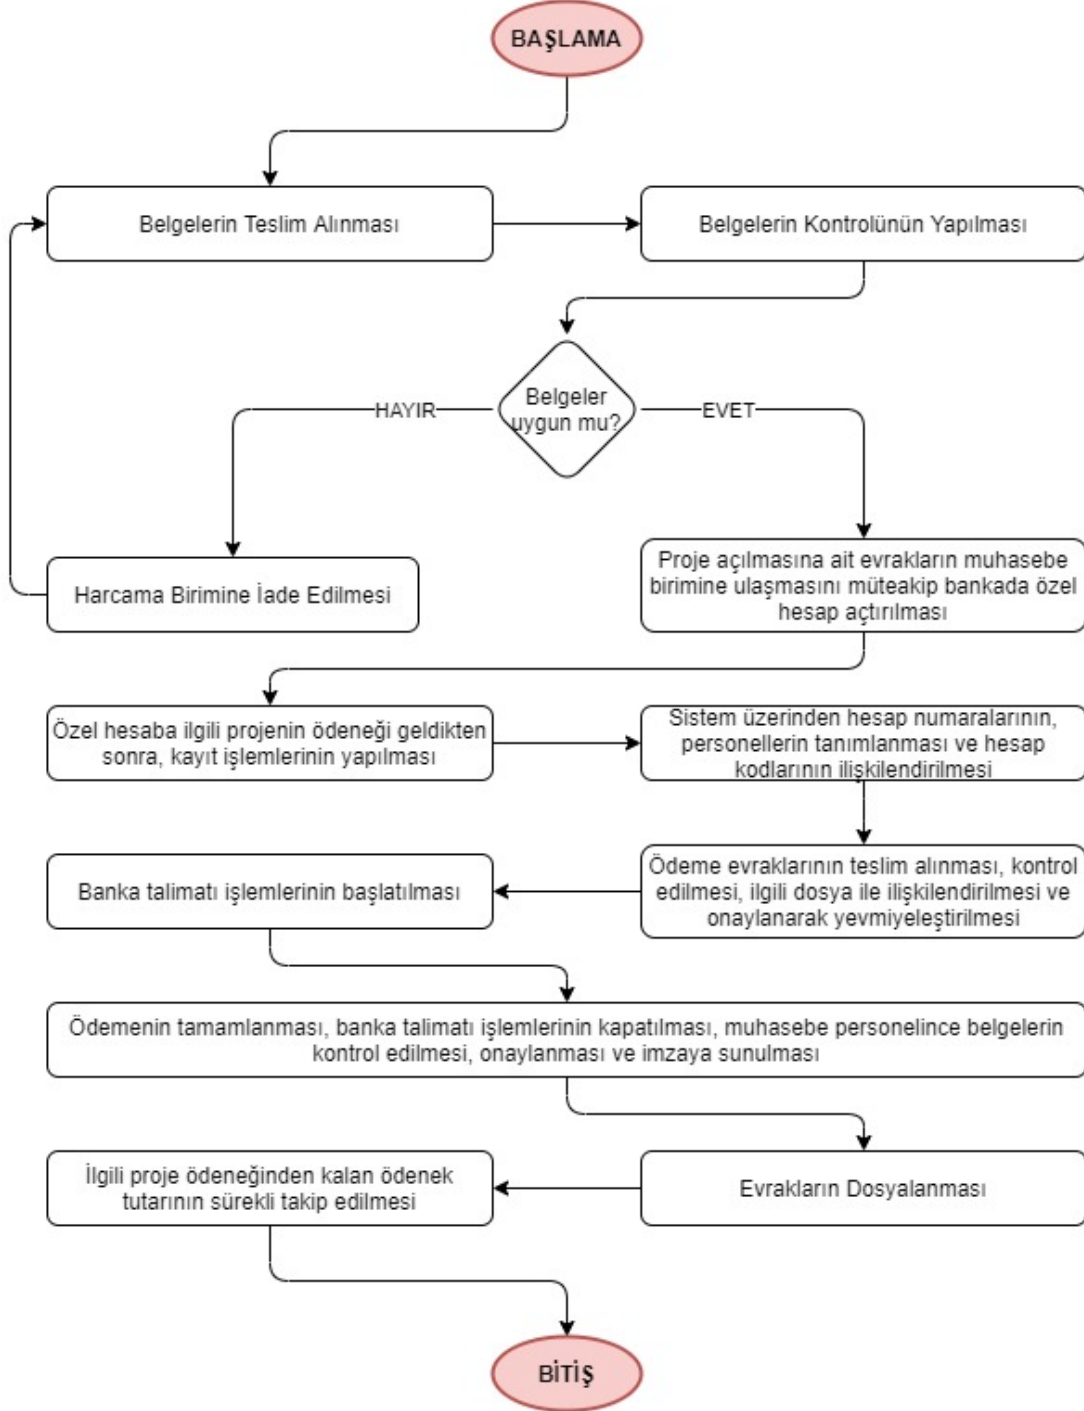 BAŞLAMA
Belgelerin Teslim Alınması
Belgelerin Kontrolünün Yapılması
Belgeler
uygun mu?
HAYIR
EVET
Harcama Birimine İade Edilmesi
Proje açılmasına ait evrakların muhasebe
birimine ulaşmasını müteakip bankada özel
hesap açtırılması
Özel hesaba ilgili projenin ödeneği geldikten
sonra, kayıt işlemlerinin yapılması
Sistem üzerinden hesap numaralarının,
personellerin tanımlanması ve hesap
kodlarının ilişkilendirilmesi
Ödeme evraklarının teslim alınması, kontrol
edilmesi, ilgili dosya ile ilişkilendirilmesi ve
onaylanarak yevmiyeleştirilmesi
Banka talimatı işlemlerinin başlatılması
Ödemenin tamamlanması, banka talimatı işlemlerinin kapatılması, muhasebe personelince belgelerin
kontrol edilmesi, onaylanması ve imzaya sunulması
Evrakların Dosyalanması
İlgili proje ödeneğinden kalan ödenek
tutarının sürekli takip edilmesi
BİTİŞ